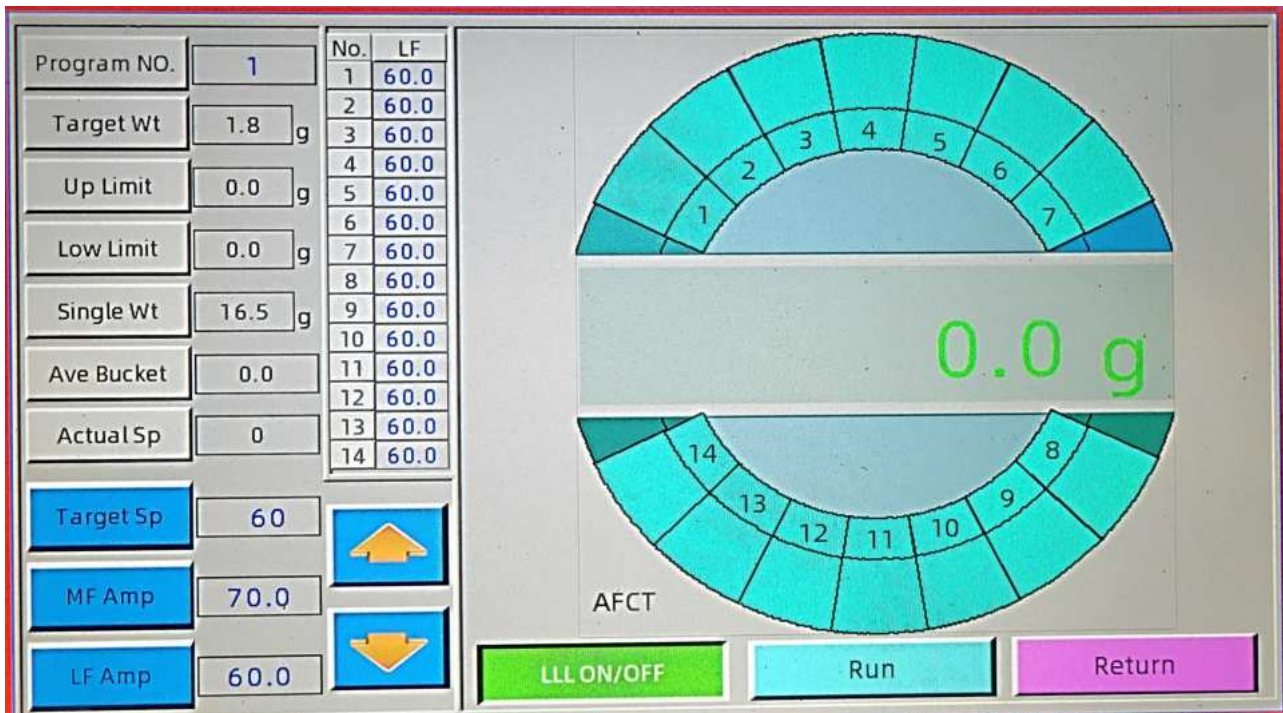 Program NO. 1
Target Wt 1.8 g
Up Limit 0.0 g
Low Limit 0.0 g
Single Wt 16.5 g
Ave Bucket 0.0
Actual Sp 0
Target Sp 60
MF Amp 70.0
LF Amp 60.0
No. LF
1 60.0
2 60.0
3 60.0
4 60.0
5 60.0
6 60.0
7 60.0
8 60.0
9 60.0
10 60.0
11 60.0
12 60.0
13 60.0
14 60.0
1 2 3 4 5 6 7
0.0 g
14 13 12 11 10 9 8
AFCT
LLL ON/OFF
Run
Return